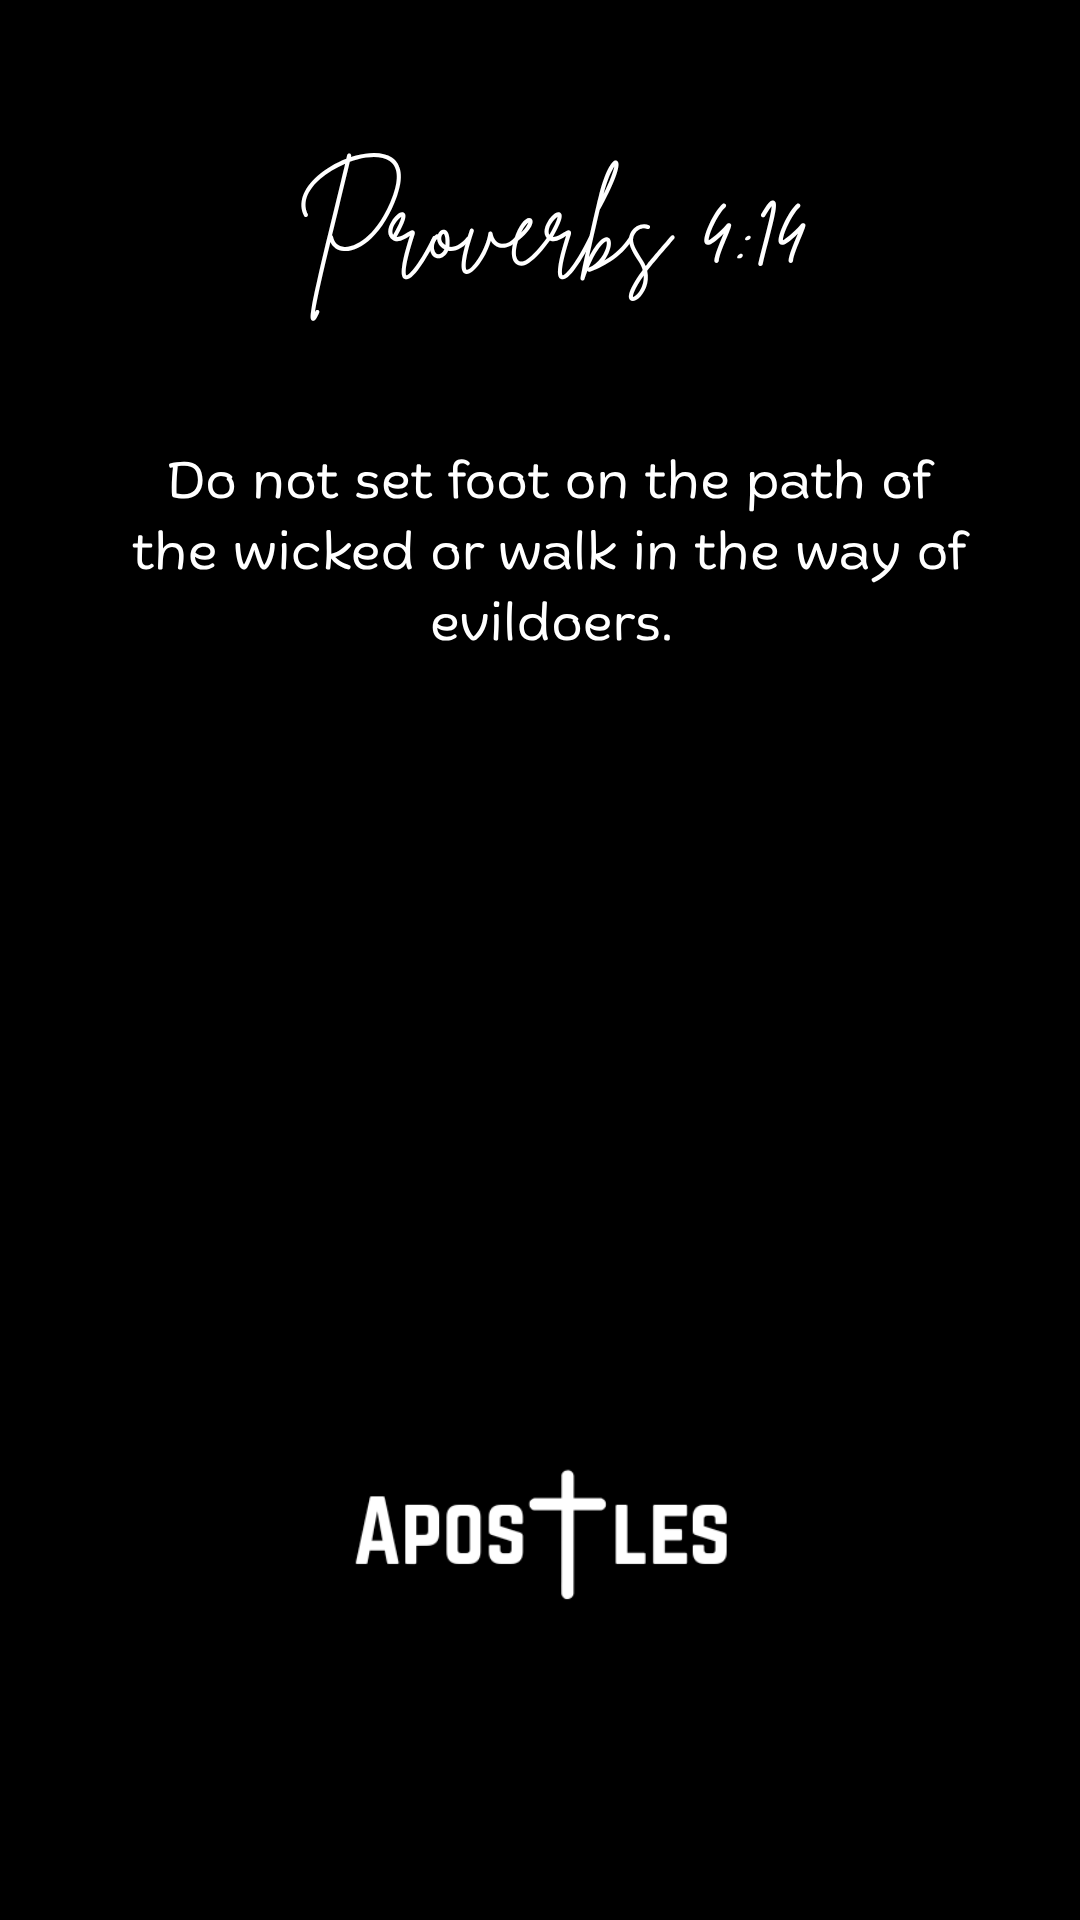 Proverbs 4:14
Do not set foot on the path of
the wicked or walk in the way of
evildoers.
APOSTLES